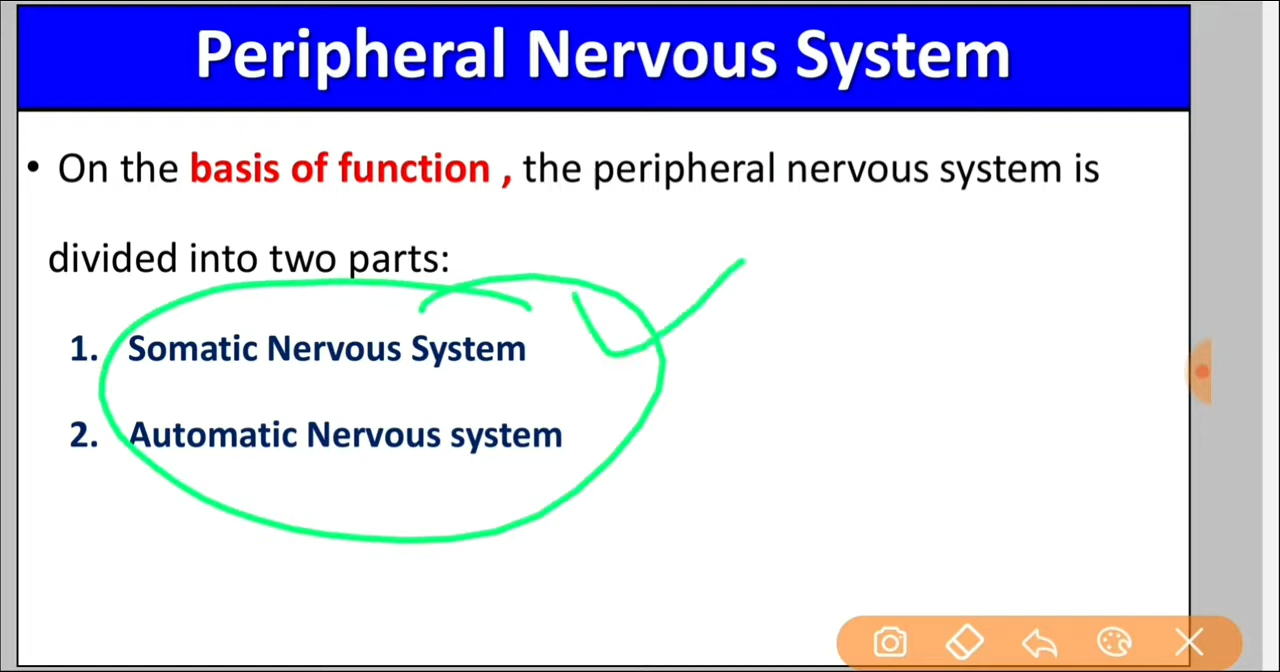 Peripheral Nervous System
• On the basis of function , the peripheral nervous system is
divided into two parts:
1. Somatic Nervous System
2. Automatic Nervous system